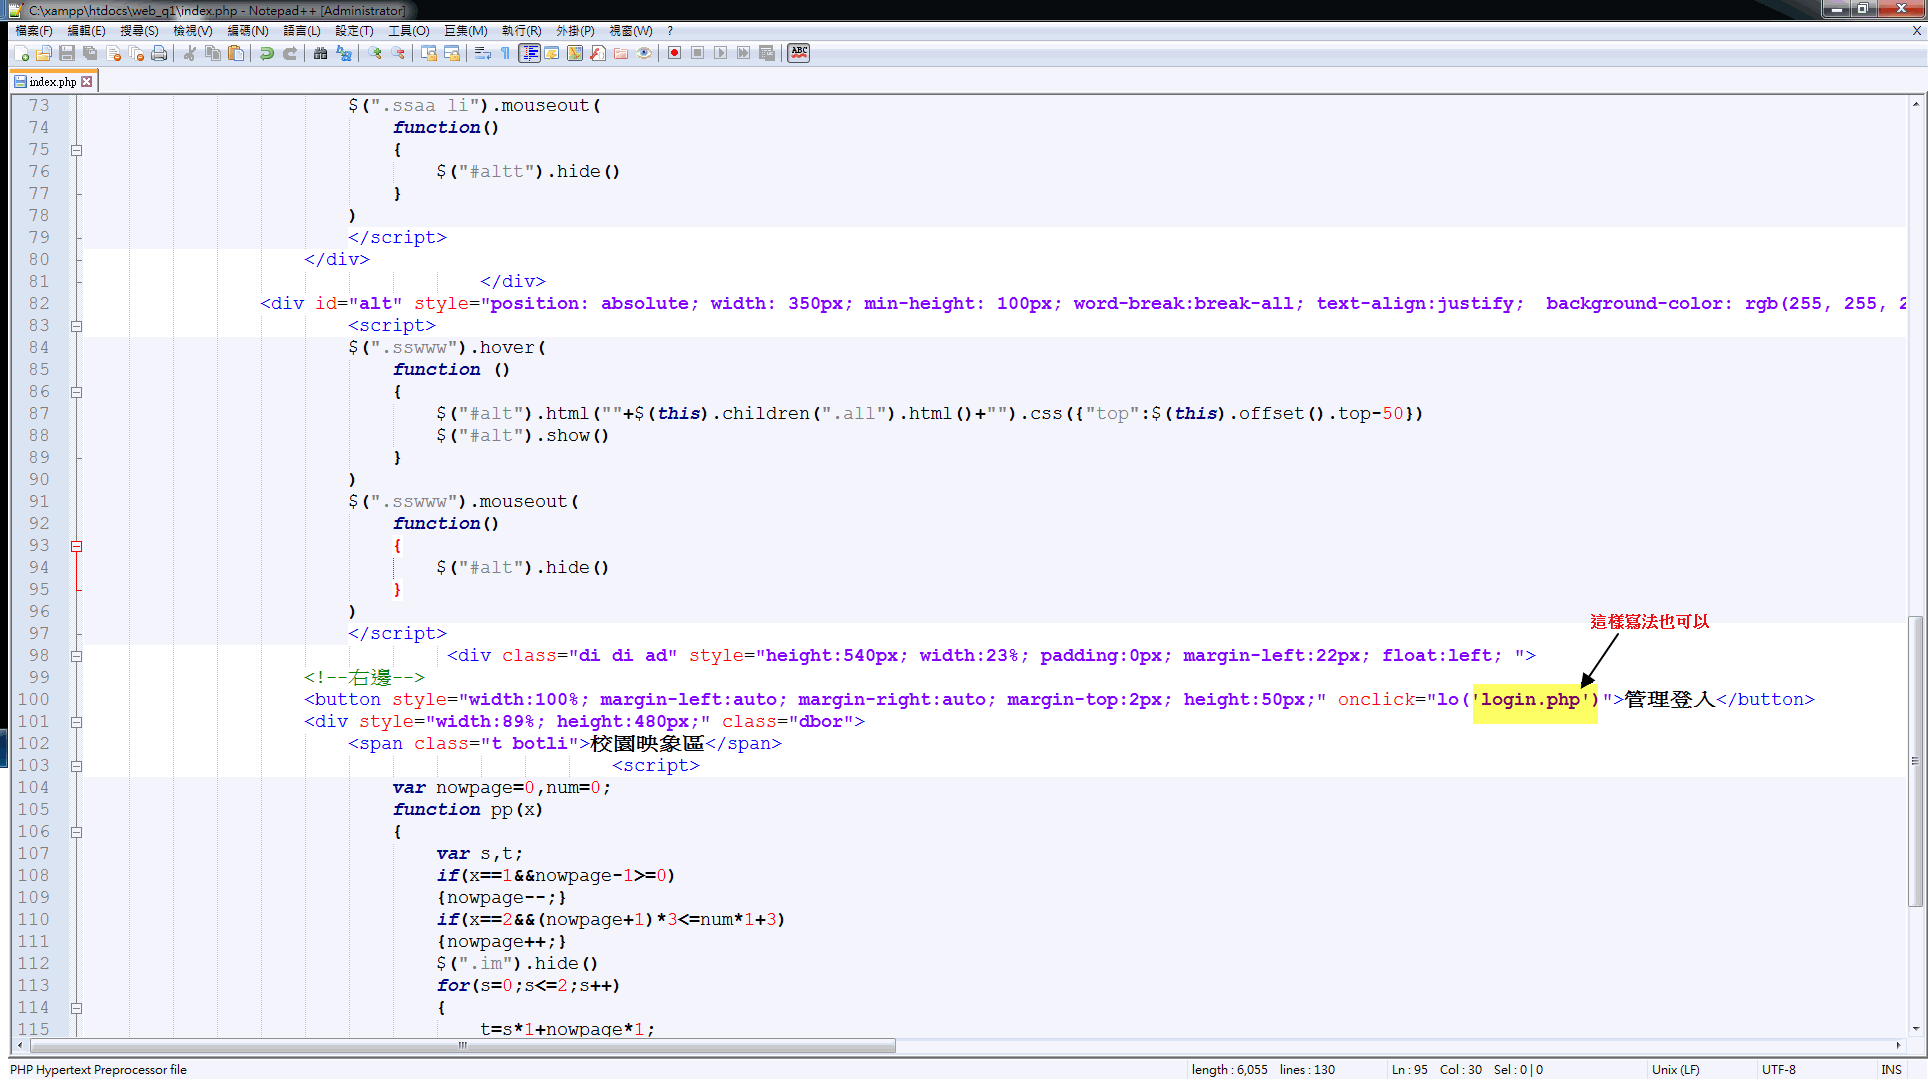 C:\xampp\htdocs\web_q1\index.php - Notepad++ [Administrator]
檔案(F) 編輯(E) 搜尋(S) 檢視(V) 編碼(N) 語言(L) 設定(T) 工具(O) 巨集(M) 執行(R) 外掛(P) 視窗(W) ? X
ABC
index.php
73 $(".ssaa li").mouseout(
74 function()
75 {
76 $("#altt").hide()
77 }
78 )
79 </script>
80 </div>
81 </div>
82 <div id="alt" style="position: absolute; width: 350px; min-height: 100px; word-break:break-all; text-align:justify;  background-color: rgb(255, 255, 2
83 <script>
84 $(".sswww").hover(
85 function ()
86 {
87 $("#alt").html(""+$(this).children(".all").html()+"").css({"top":$(this).offset().top-50})
88 $("#alt").show()
89 }
90 )
91 $(".sswww").mouseout(
92 function()
93 {
94 $("#alt").hide()
95 }
96 )
97 </script>
這樣寫法也可以
98 <div class="di di ad" style="height:540px; width:23%; padding:0px; margin-left:22px; float:left; ">
99 <!--右邊-->
100 <button style="width:100%; margin-left:auto; margin-right:auto; margin-top:2px; height:50px;" onclick="lo('login.php')">管理登入</button>
101 <div style="width:89%; height:480px;" class="dbor">
102 <span class="t botli">校園映象區</span>
103 <script>
104 var nowpage=0,num=0;
105 function pp(x)
106 {
107 var s,t;
108 if(x==1&&nowpage-1>=0)
109 {nowpage--;}
110 if(x==2&&(nowpage+1)*3<=num*1+3)
111 {nowpage++;}
112 $(".im").hide()
113 for(s=0;s<=2;s++)
114 {
115 t=s*1+nowpage*1;
PHP Hypertext Preprocessor file length : 6,055 lines : 130 Ln : 95 Col : 30 Sel : 0 | 0 Unix (LF) UTF-8 INS